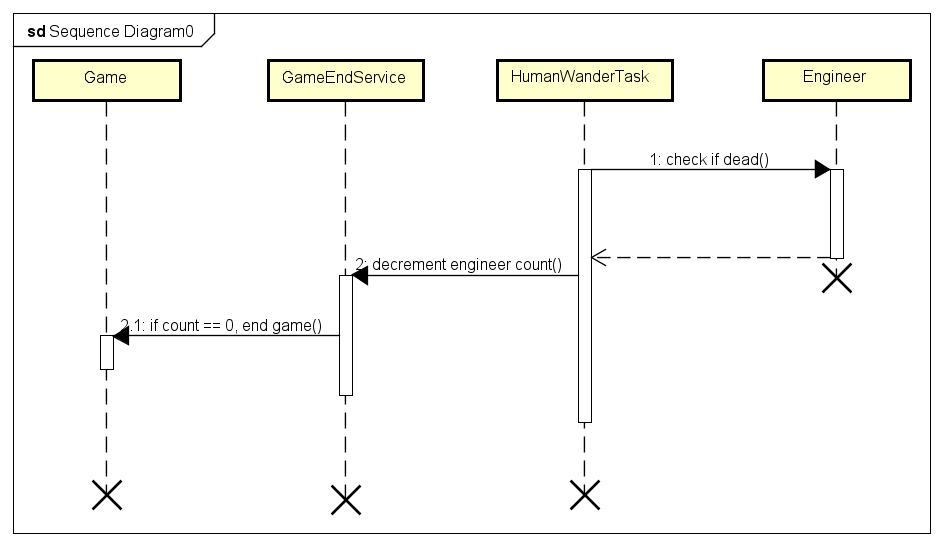 sd Sequence Diagram0
Game
GameEndService
HumanWanderTask
Engineer
1: check if dead()
2: decrement engineer count()
2.1: if count == 0, end game()